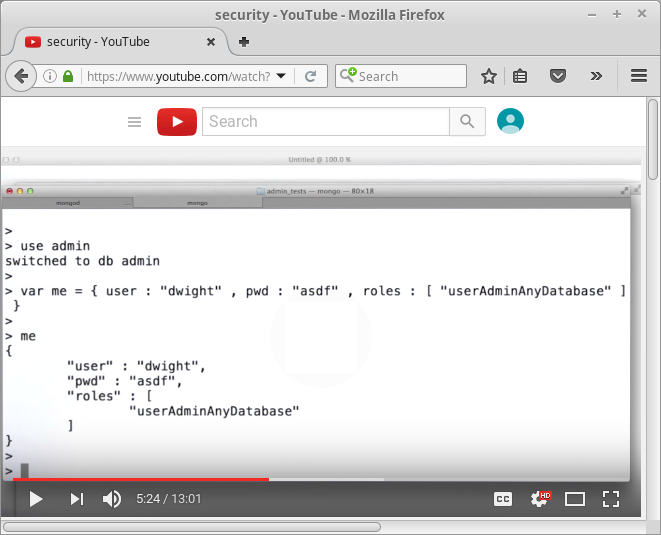 security - YouTube - Mozilla Firefox
security - YouTube
https://www.youtube.com/watch?
Search
Search
Untitled @ 100.0 %
admin_tests — mongo — 80×18
mongod
mongo
>
> use admin
switched to db admin
>
> var me = { user : "dwight" , pwd : "asdf" , roles : [ "userAdminAnyDatabase" ]
}
>
> me
{
"user" : "dwight",
"pwd" : "asdf",
"roles" : [
"userAdminAnyDatabase"
]
}
>
>
5:24 / 13:01
CC
HD